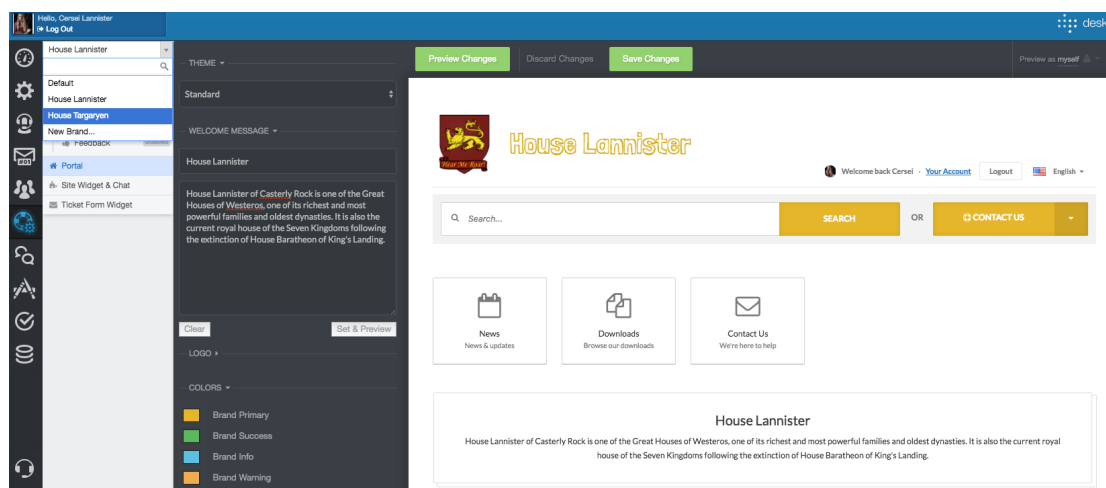 Hello, Cersei Lannister
Log Out
desk
House Lannister
Default
House Lannister
House Targaryen
New Brand...
Feedback
Portal
Site Widget & Chat
Ticket Form Widget
THEME
Standard
WELCOME MESSAGE
House Lannister
House Lannister of Casterly Rock is one of the Great
Houses of Westeros, one of its richest and most
powerful families and oldest dynasties. It is also the
current royal house of the Seven Kingdoms following
the extinction of House Baratheon of King's Landing.
Clear
Set & Preview
LOGO
COLORS
Brand Primary
Brand Success
Brand Info
Brand Warning
Preview Changes
Discard Changes
Save Changes
Preview as myself
Hear Me Roar!
House Lannister
Welcome back Cersei · Your Account
Logout
English
Search...
SEARCH
OR
CONTACT US
News
News & updates
Downloads
Browse our downloads
Contact Us
We're here to help
House Lannister
House Lannister of Casterly Rock is one of the Great Houses of Westeros, one of its richest and most powerful families and oldest dynasties. It is also the current royal
house of the Seven Kingdoms following the extinction of House Baratheon of King's Landing.